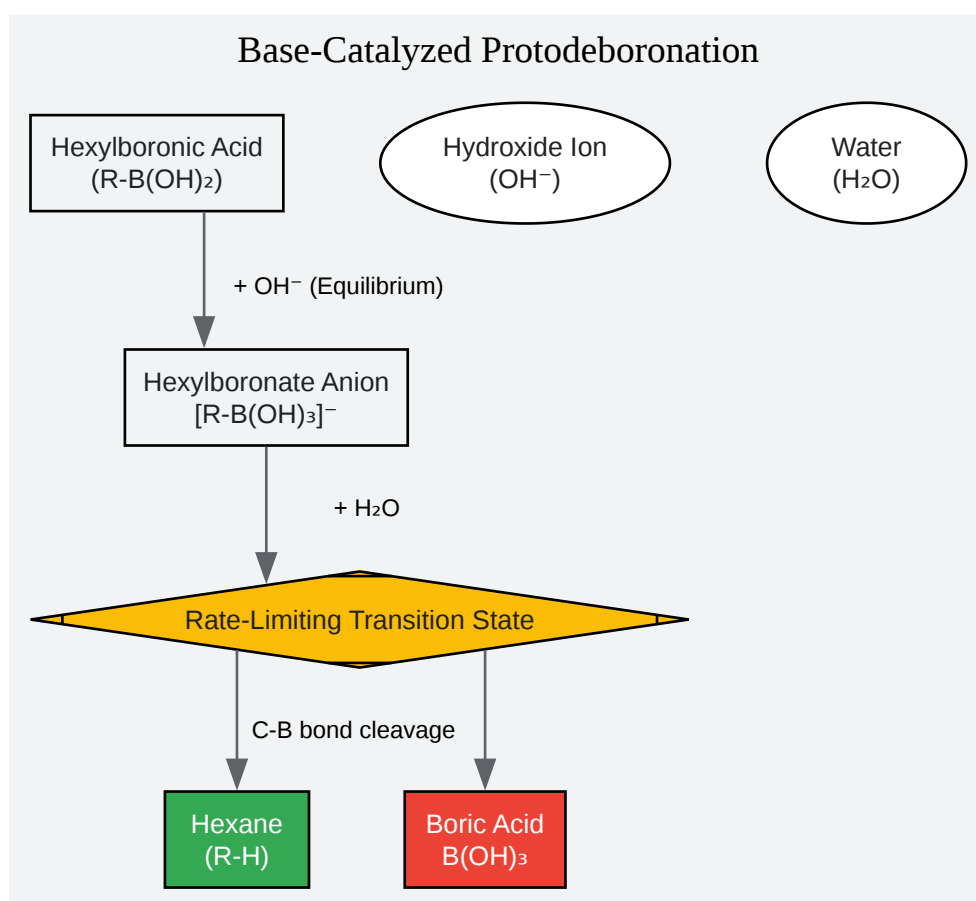 Base-Catalyzed Protodeboronation
Hexylboronic Acid
(R-B(OH)₂)
Hydroxide Ion
(OH⁻)
Water
(H₂O)
+ OH⁻ (Equilibrium)
Hexylboronate Anion
[R-B(OH)₃]⁻
+ H₂O
Rate-Limiting Transition State
C-B bond cleavage
Hexane
(R-H)
Boric Acid
B(OH)₃